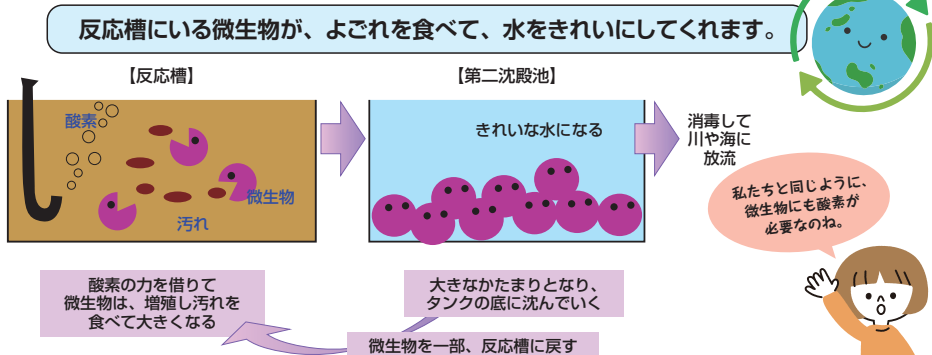 反応槽にいる微生物が、よごれを食べて、水をきれいにしてくれます。
【反応槽】
【第二沈殿池】
酸素
微生物
汚れ
きれいな水になる
消毒して
川や海に
放流
私たちと同じように、
微生物にも酸素が
必要なのね。
酸素の力を借りて
微生物は、増殖し汚れを
食べて大きくなる
大きなかたまりとなり、
タンクの底に沈んでいく
微生物を一部、反応槽に戻す